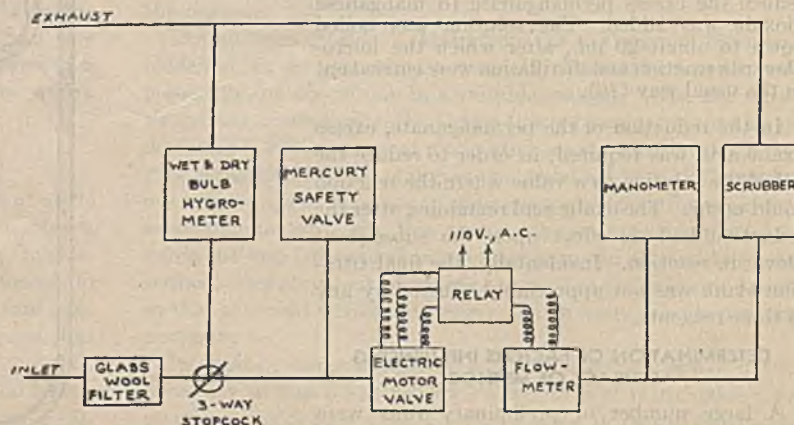 EXHAUST
WET & DRY
BULB
HYGRO-
METER
MERCURY
SAFETY
VALVE
MANOMETER
SCRUBBER
110V., A.C.
RELAY
INLET
GLASS
WOOL
FILTER
3-WAY
STOPCOCK
ELECTRIC
MOTOR
VALVE
FLOW-
METER